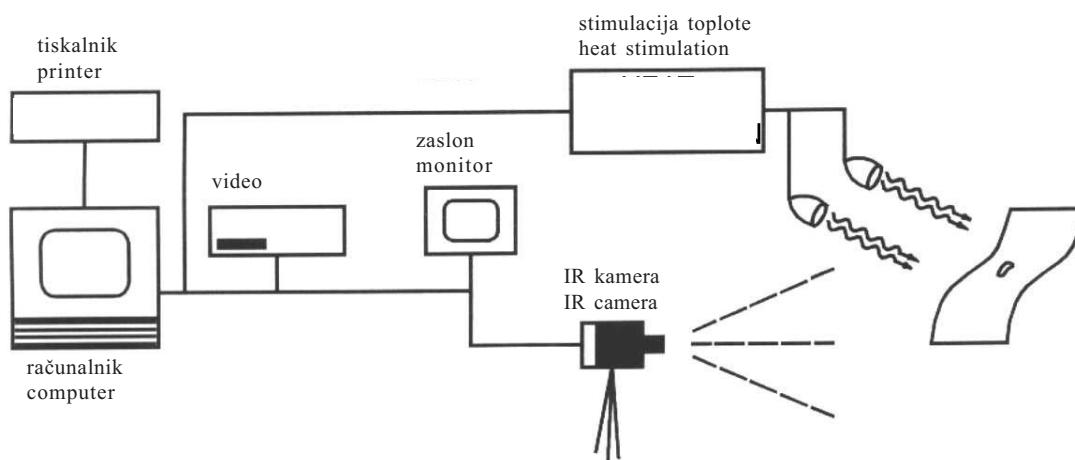 stimulacija toplote
heat stimulation
tiskalnik
printer
zaslon
monitor
video
IR kamera
IR camera
računalnik
computer